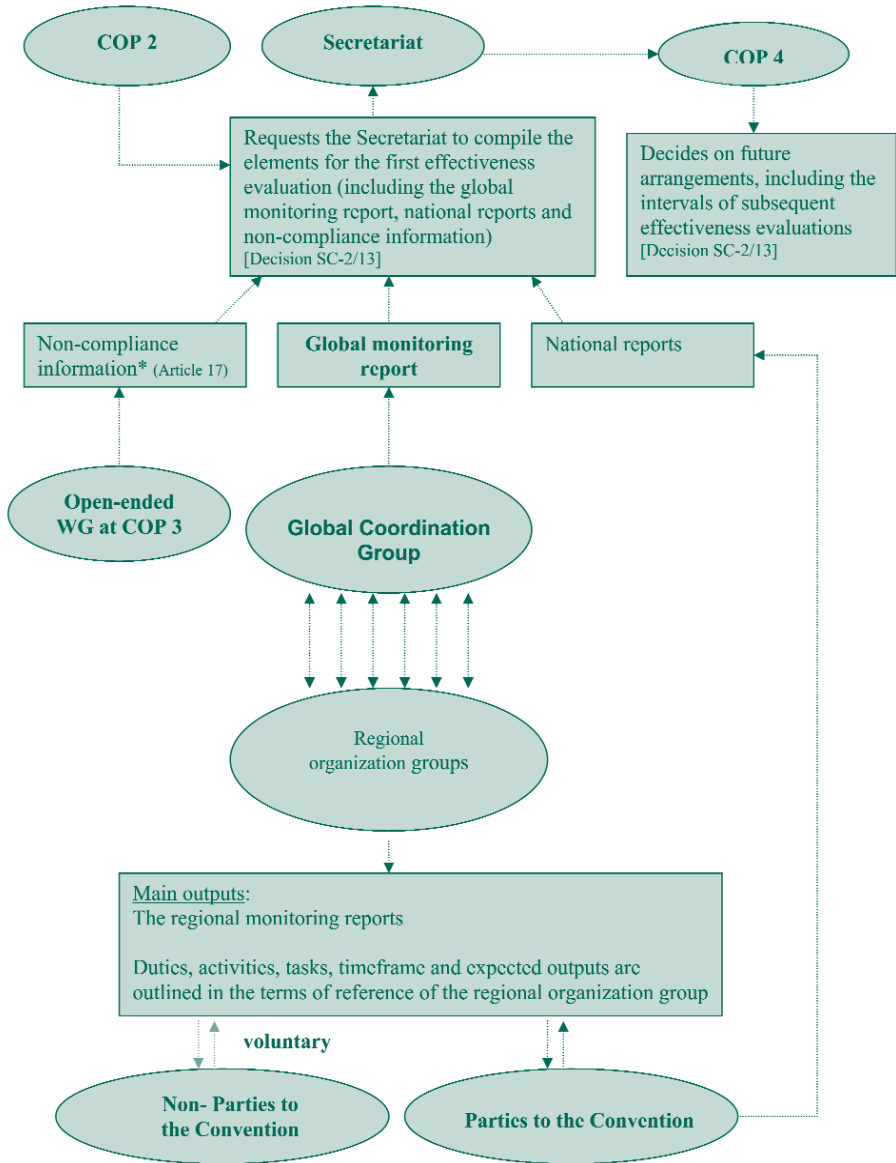 COP 2
Secretariat
COP 4
Requests the Secretariat to compile the
elements for the first effectiveness
evaluation (including the global
monitoring report, national reports and
non-compliance information)
[Decision SC-2/13]
Decides on future
arrangements, including the
intervals of subsequent
effectiveness evaluations
[Decision SC-2/13]
Non-compliance
information* (Article 17)
Global monitoring
report
National reports
Open-ended
WG at COP 3
Global Coordination
Group
Regional
organization groups
Main outputs:
The regional monitoring reports
Duties, activities, tasks, timeframe and expected outputs are
outlined in the terms of reference of the regional organization group
voluntary
Non- Parties to
the Convention
Parties to the Convention